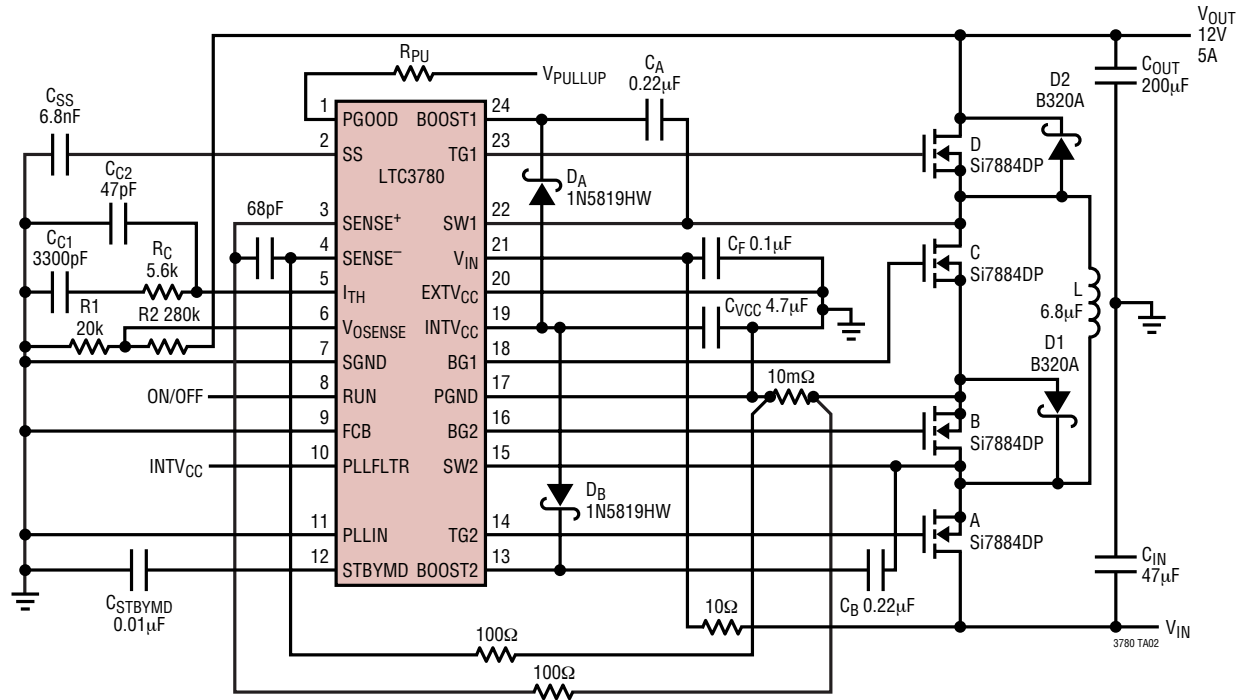 VOUT
12V
5A
RPU
VPULLUP
CA
0.22µF
D2
B320A
COUT
200µF
CSS
6.8nF
1
PGOOD
BOOST1
24
2
SS
TG1
23
D
Si7884DP
LTC3780
CC2
47pF
DA
1N5819HW
68pF
3
SENSE+
SW1
22
4
SENSE−
VIN
21
CF 0.1µF
C
Si7884DP
CC1
3300pF
RC
5.6k
5
ITH
EXTVCC
20
CVCC 4.7µF
L
6.8µF
R1
20k
R2 280k
6
VOSENSE
INTVCC
19
7
SGND
BG1
18
D1
B320A
ON/OFF
8
RUN
PGND
17
10mΩ
9
FCB
BG2
16
B
Si7884DP
INTVCC
10
PLLFLTR
SW2
15
DB
1N5819HW
11
PLLIN
TG2
14
A
Si7884DP
12
STBYMD
BOOST2
13
CIN
47µF
CSTBYMD
0.01µF
CB 0.22µF
10Ω
VIN
3780 TA02
100Ω
100Ω